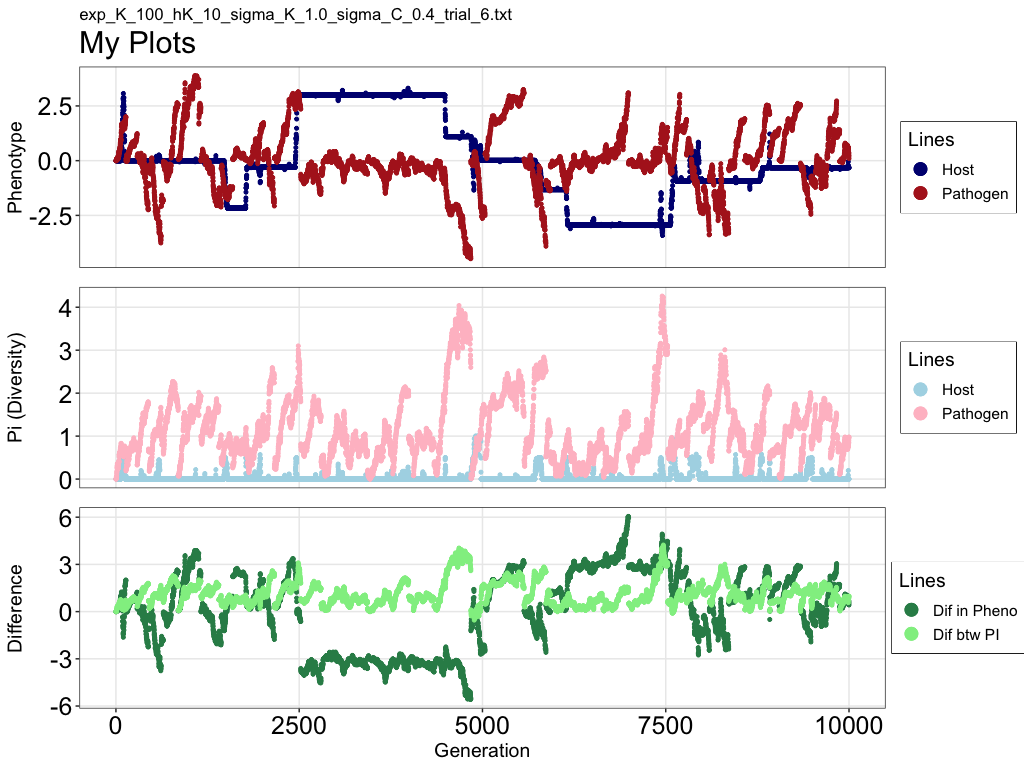 exp_K_100_hK_10_sigma_K_1.0_sigma_C_0.4_trial_6.txt
My Plots
Phenotype
2.5
0.0
-2.5
Lines
Host
Pathogen
Pi (Diversity)
4
3
2
1
0
Lines
Host
Pathogen
Difference
6
3
0
-3
-6
Lines
Dif in Pheno
Dif btw PI
0 2500 5000 7500 10000
Generation